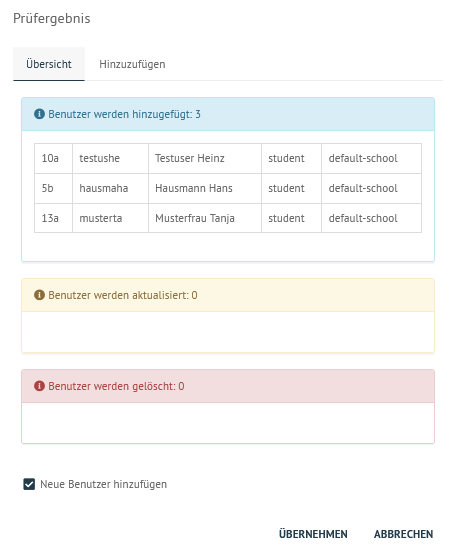 Prüfergebnis
Übersicht Hinzuzufügen
Benutzer werden hinzugefügt: 3
10a testushe Testuser Heinz student default-school
5b hausmaha Hausmann Hans student default-school
13a musterta Musterfrau Tanja student default-school
Benutzer werden aktualisiert: 0
Benutzer werden gelöscht: 0
Neue Benutzer hinzufügen
ÜBERNEHMEN ABBRECHEN